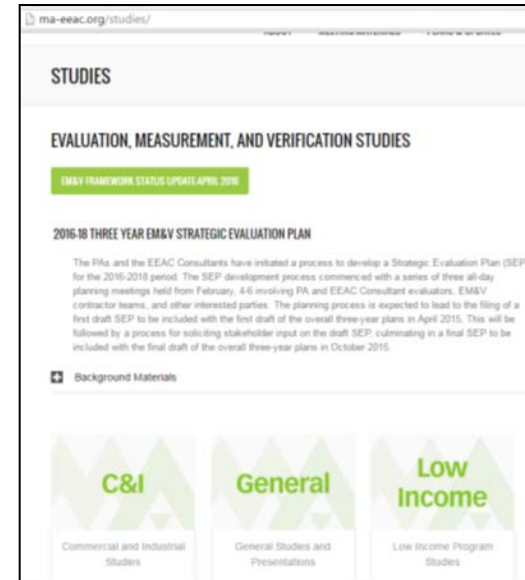 ma-eeac.org/studies/
STUDIES
EVALUATION, MEASUREMENT, AND VERIFICATION STUDIES
EM&V FRAMEWORK STATUS UPDATE APRIL 2016
2016-18 THREE YEAR EM&V STRATEGIC EVALUATION PLAN
The PAs and the EEAC Consultants have initiated a process to develop a Strategic Evaluation Plan (SEP
for the 2016-2018 period. The SEP development process commenced with a series of three all-day
planning meetings held from February, 4-6 involving PA and EEAC Consultant evaluators, EM&V
contractor teams, and other interested parties. The planning process is expected to lead to the filing of a
first draft SEP to be included with the first draft of the overall three-year plans in April 2015. This will be
followed by a process for soliciting stakeholder input on the draft SEP, culminating in a final SEP to be
included with the final draft of the overall three-year plans in October 2015.
Background Materials
C&I General Low
Income
Commercial and Industrial General Studies and Low Income Program
Studies Presentations Studies